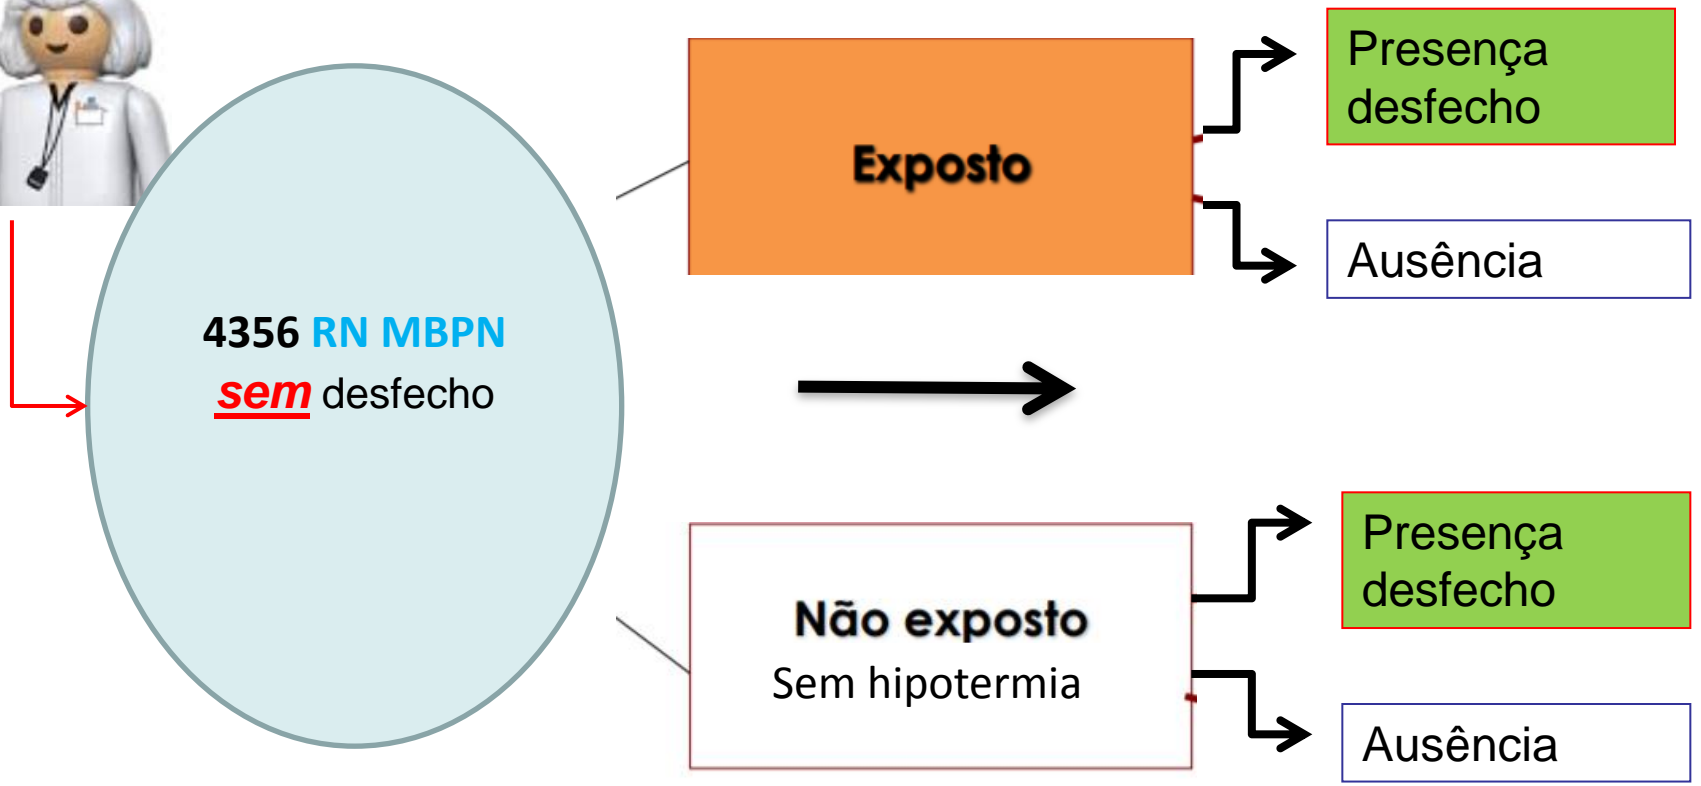 Presença
desfecho
Exposto
Ausência
4356 RN MBPN
sem desfecho
Presença
desfecho
Não exposto
Sem hipotermia
Ausência